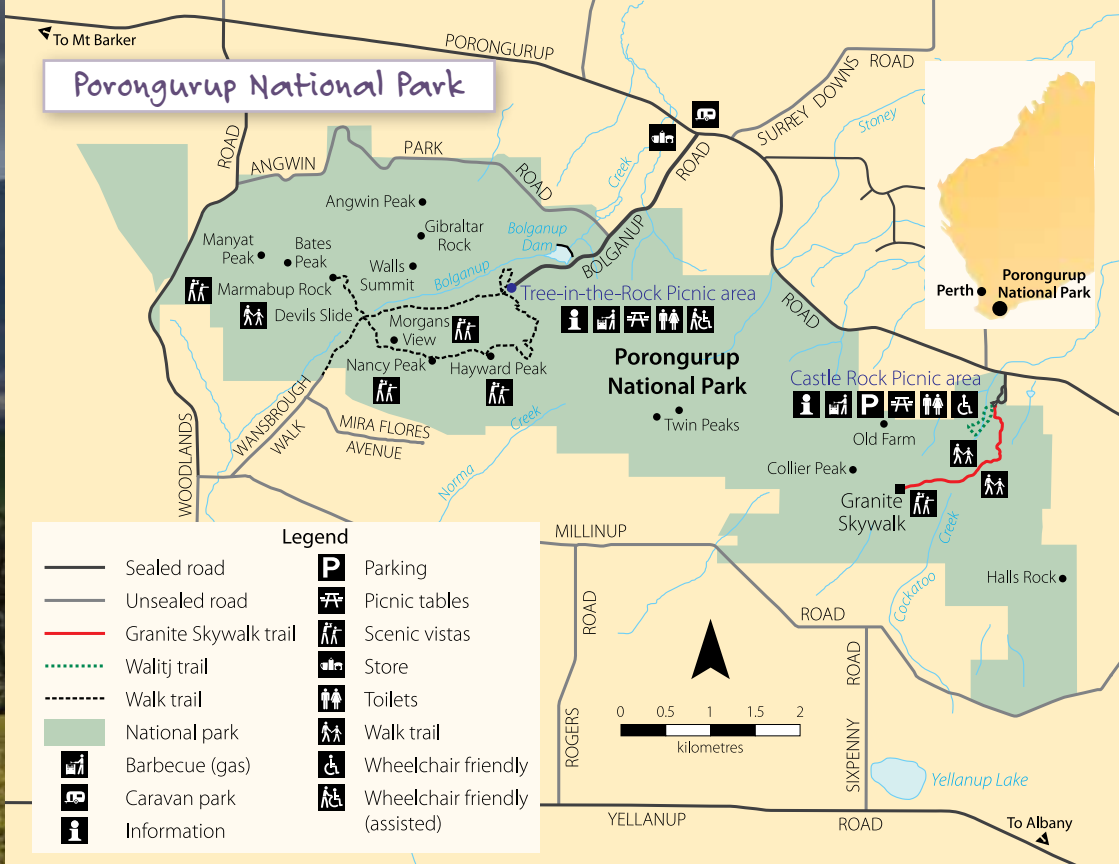 To Mt Barker
Porongurup National Park
PORONGURUP
ROAD
SURREY DOWNS
Stoney
ROAD
ANGWIN
PARK
ROAD
Creek
ROAD
BOLGANUP
Angwin Peak
Gibraltar
Rock
Bolganup
Dam
Manyat
Peak
Bates
Peak
Walls
Summit
Bolganup
Marmabup Rock
Devils Slide
Tree-in-the-Rock Picnic area
Morgans
View
Nancy Peak
Hayward Peak
Porongurup
National Park
Perth
Porongurup
National Park
ROAD
Castle Rock Picnic area
P
Old Farm
Twin Peaks
Collier Peak
Granite
Skywalk
WANSBROUGH
WALK
MIRA FLORES
AVENUE
WOODLANDS
Norma
Creek
MILLINUP
Creek
Cockatoo
Halls Rock
ROAD
ROAD
ROAD
ROGERS
SIXPENNY
0 0.5 1 1.5 2
kilometres
Yellanup Lake
YELLANUP
ROAD
To Albany
Legend
Sealed road
Unsealed road
Granite Skywalk trail
Walitj trail
Walk trail
National park
Barbecue (gas)
Caravan park
Information
P Parking
Picnic tables
Scenic vistas
Store
Toilets
Walk trail
Wheelchair friendly
Wheelchair friendly
(assisted)